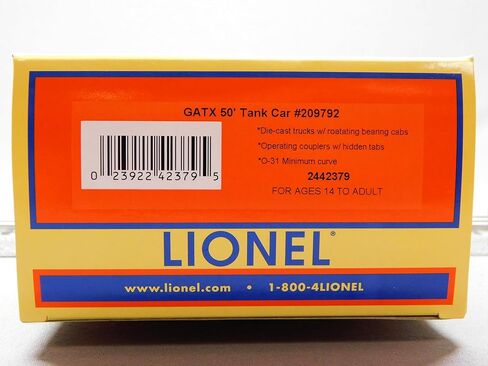 GATX 50' Tank Car #209792
*Die-cast trucks w/ roatating bearing cabs
*Operating couplers w/ hidden tabs
*O-31 Minimum curve
0 23922 42379 5
2442379
FOR AGES 14 TO ADULT
LIONEL®
www.lionel.com • 1-800-4LIONEL